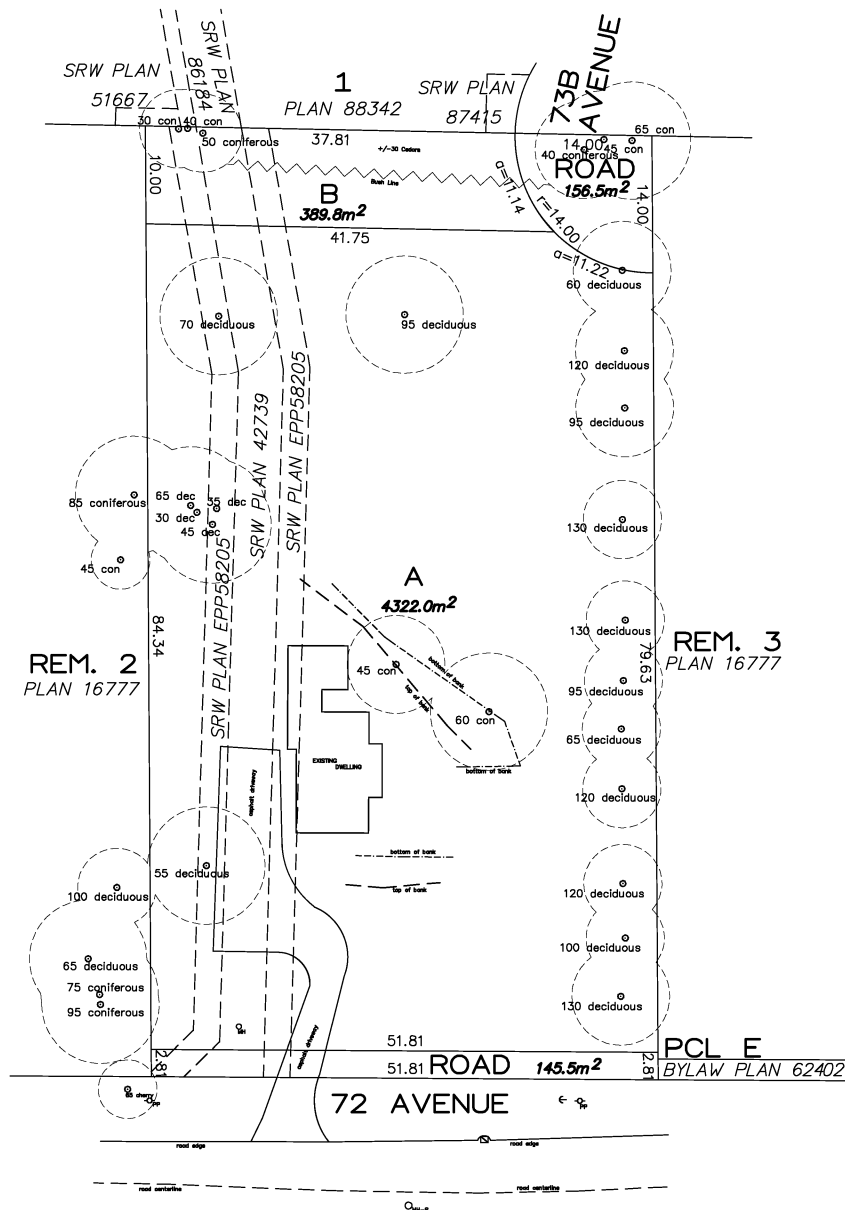 SRW PLAN
51667
SRW PLAN
86184
1
PLAN 88342
SRW PLAN
87415
73B
AVENUE
30 con
40 con
50 coniferous
37.81
+/-30 Cedars
14.00
45 con
65 con
40 coniferous
ROAD
156.5m²
10.00
Bush Line
B
389.8m²
41.75
a=11.14
r=14.00
a=11.22
14.00
60 deciduous
70 deciduous
95 deciduous
120 deciduous
95 deciduous
SRW PLAN 42739
SRW PLAN EPP58205
85 coniferous
65 dec
35 dec
30 dec
45 dec
130 deciduous
45 con
SRW PLAN EPP58205
A
4322.0m²
84.34
130 deciduous
REM. 2
PLAN 16777
REM. 3
PLAN 16777
79.63
45 con
bottom of bank
top of bank
95 deciduous
60 con
65 deciduous
EXISTING
DWELLING
bottom of bank
asphalt driveway
120 deciduous
bottom of bank
55 deciduous
top of bank
100 deciduous
120 deciduous
65 deciduous
100 deciduous
75 coniferous
95 coniferous
130 deciduous
MH
asphalt driveway
51.81
2.81
51.81
ROAD
145.5m²
2.81
PCL E
BYLAW PLAN 62402
65 cherry
PP
72 AVENUE
PP
road edge
road edge
road centerline
road centerline